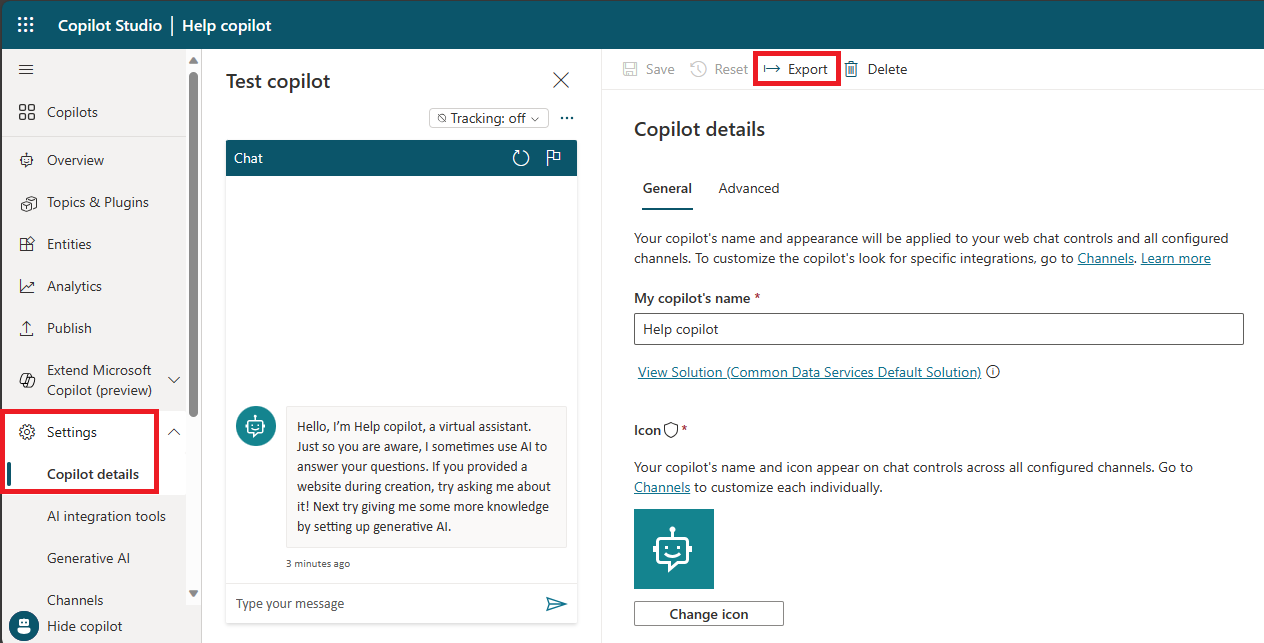 Copilot Studio | Help copilot
Copilots
Overview
Topics & Plugins
Entities
Analytics
Publish
Extend Microsoft
Copilot (preview)
Settings
Copilot details
AI integration tools
Generative AI
Channels
Hide copilot
Test copilot
Tracking: off
Chat
Hello, I’m Help copilot, a virtual assistant.
Just so you are aware, I sometimes use AI to
answer your questions. If you provided a
website during creation, try asking me about
it! Next try giving me some more knowledge
by setting up generative AI.
3 minutes ago
Type your message
Save Reset Export Delete
Copilot details
General Advanced
Your copilot's name and appearance will be applied to your web chat controls and all configured
channels. To customize the copilot's look for specific integrations, go to Channels. Learn more
My copilot's name *
Help copilot
View Solution (Common Data Services Default Solution)
Icon *
Your copilot's name and icon appear on chat controls across all configured channels. Go to
Channels to customize each individually.
Change icon